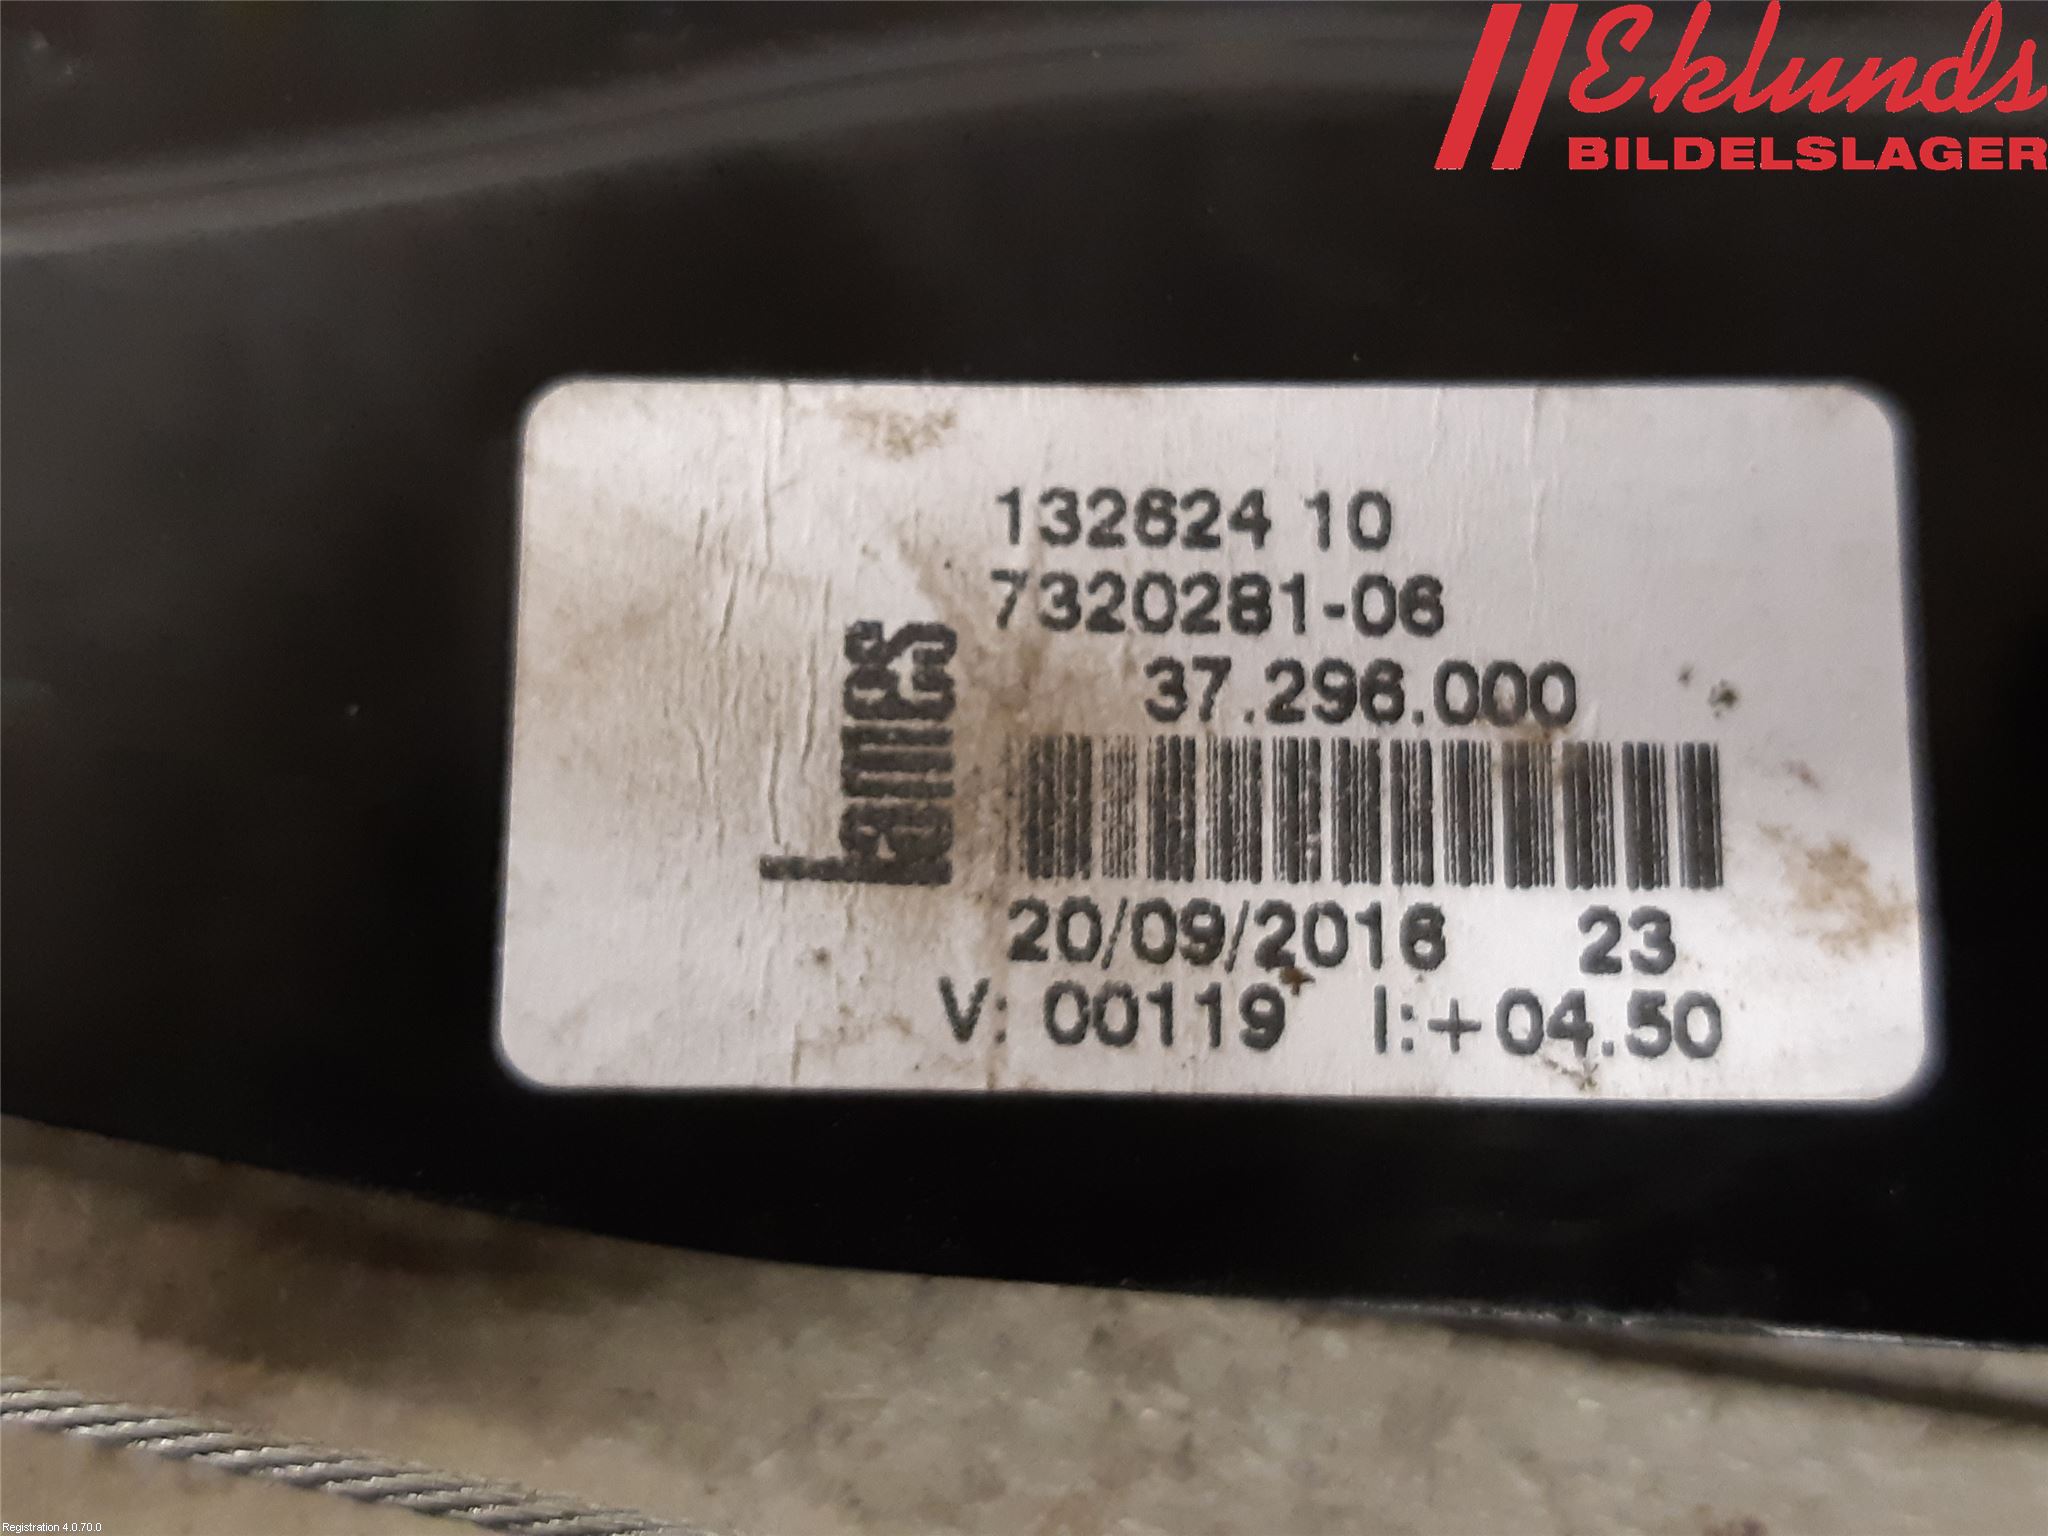 Eklunds
BILDELSLAGER
132624 10
7320281-06
37.296.000
kames
20/09/2016 23
V: 00119 I:+04.50
Registration 4.0.70.0